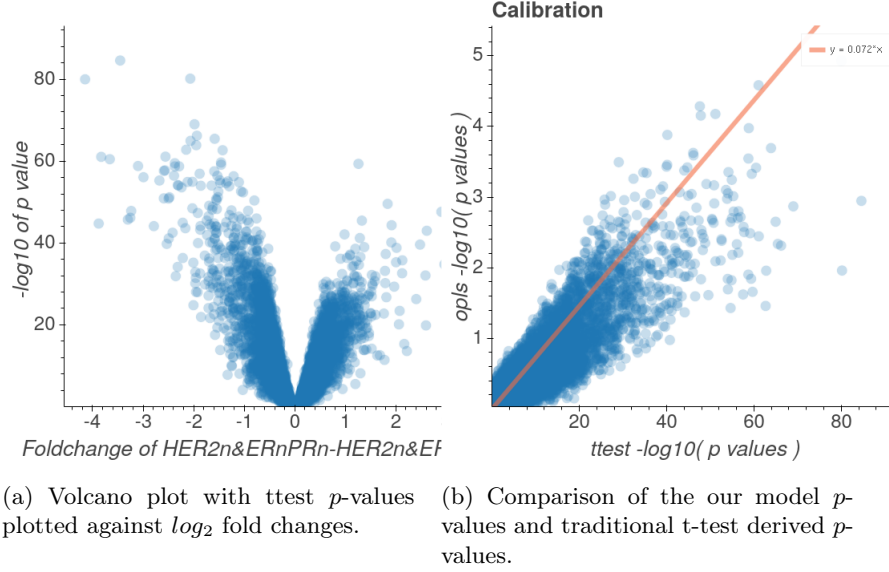 Calibration
-log10 of p value
80
60
40
20
-4
-3
-2
-1
0
1
2
Foldchange of HER2n&ERnPRn-HER2n&EF
opls -log10( p values )
5
4
3
2
1
y = 0.072*x
20
40
60
80
ttest -log10( p values )
(a) Volcano plot with ttest p-values
plotted against log2 fold changes.
(b) Comparison of the our model p-
values and traditional t-test derived p-
values.